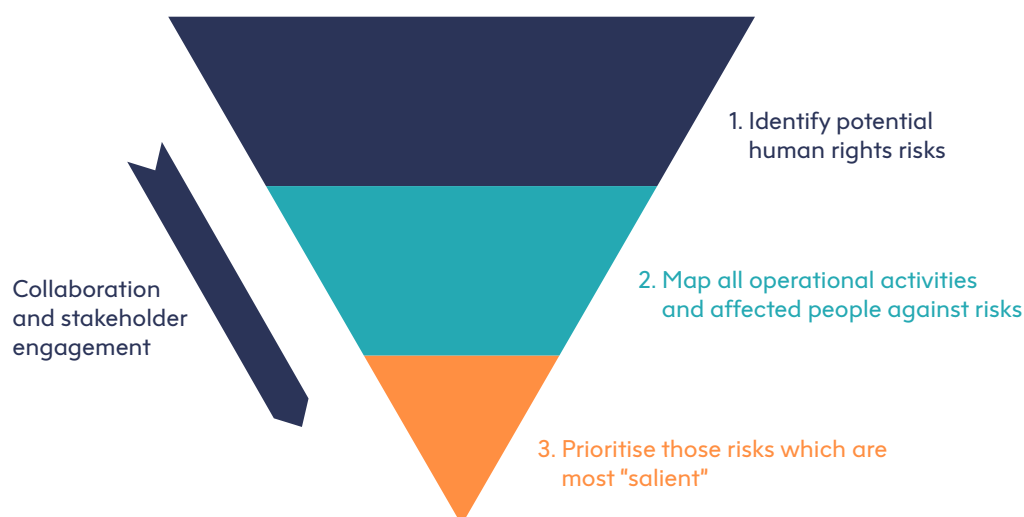 1. Identify potential
human rights risks
2. Map all operational activities
and affected people against risks
Collaboration
and stakeholder
engagement
3. Prioritise those risks which are
most "salient"